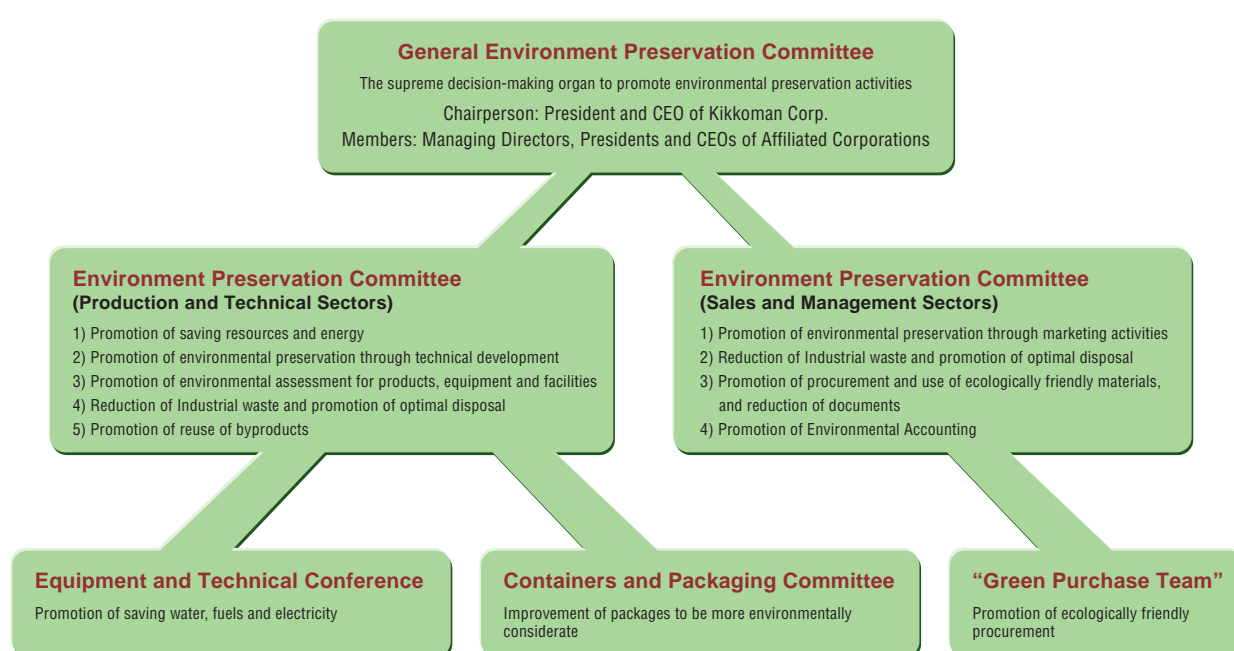 General Environment Preservation Committee
The supreme decision-making organ to promote environmental preservation activities
Chairperson: President and CEO of Kikkoman Corp.
Members: Managing Directors, Presidents and CEOs of Affiliated Corporations
Environment Preservation Committee
(Production and Technical Sectors)
1) Promotion of saving resources and energy
2) Promotion of environmental preservation through technical development
3) Promotion of environmental assessment for products, equipment and facilities
4) Reduction of Industrial waste and promotion of optimal disposal
5) Promotion of reuse of byproducts
Environment Preservation Committee
(Sales and Management Sectors)
1) Promotion of environmental preservation through marketing activities
2) Reduction of Industrial waste and promotion of optimal disposal
3) Promotion of procurement and use of ecologically friendly materials,
and reduction of documents
4) Promotion of Environmental Accounting
Equipment and Technical Conference
Promotion of saving water, fuels and electricity
Containers and Packaging Committee
Improvement of packages to be more environmentally
considerate
“Green Purchase Team”
Promotion of ecologically friendly
procurement